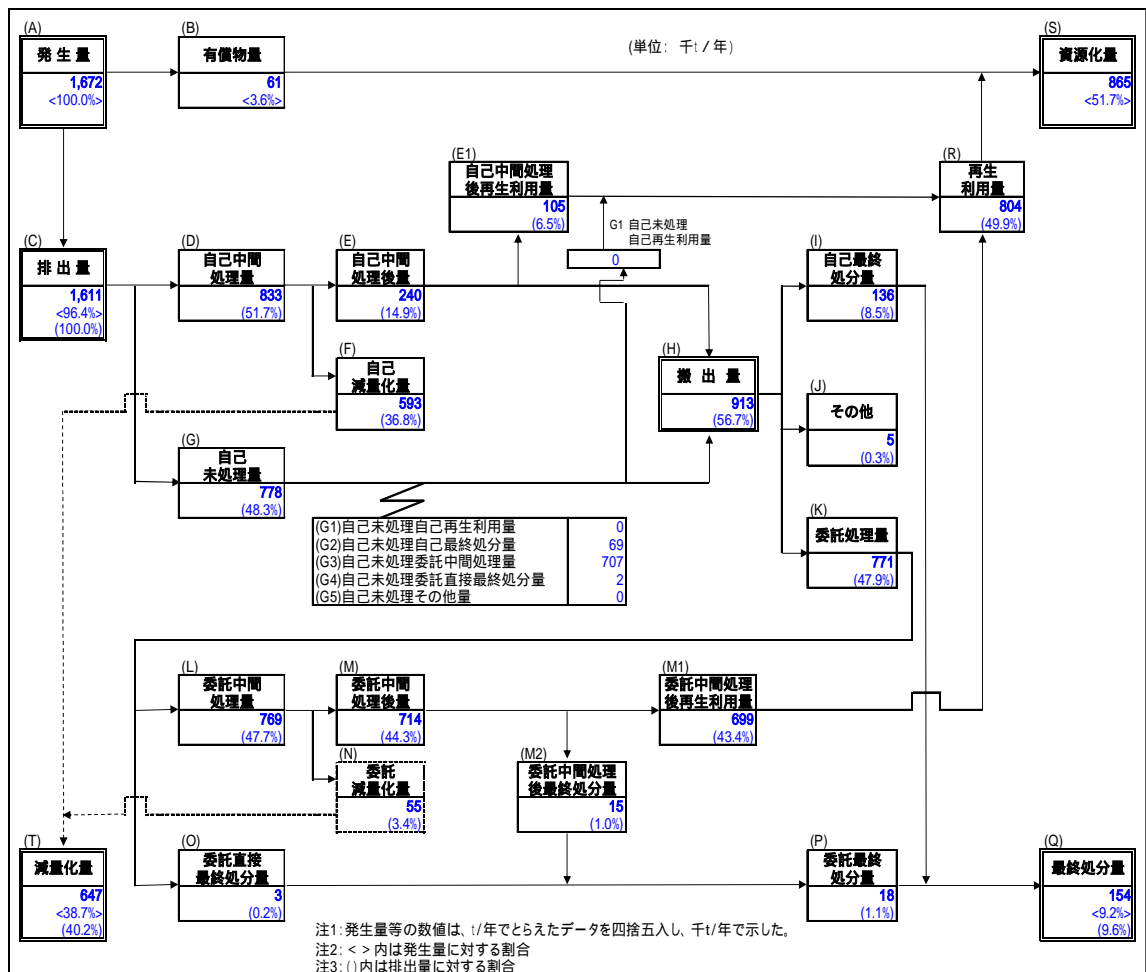 (A)
発 生 量
1,672
<100.0%>
(B)
有償物量
61
<3.6%>
(単位: 千t / 年)
(S)
資源化量
865
<51.7%>
(E1)
自己中間処理
後再生利用量
105
(6.5%)
(R)
再生
利用量
804
(49.9%)
G1 自己未処理
自己再生利用量
0
(C)
排 出 量
1,611
<96.4%>
(100.0%)
(D)
自己中間
処理量
833
(51.7%)
(E)
自己中間
処理後量
240
(14.9%)
(I)
自己最終
処分量
136
(8.5%)
(F)
自己
減量化量
593
(36.8%)
(H)
搬 出 量
913
(56.7%)
(J)
その他
5
(0.3%)
(G)
自己
未処理量
778
(48.3%)
(G1)自己未処理自己再生利用量 0
(G2)自己未処理自己最終処分量 69
(G3)自己未処理委託中間処理量 707
(G4)自己未処理委託直接最終処分量 2
(G5)自己未処理その他量 0
(K)
委託処理量
771
(47.9%)
(L)
委託中間
処理量
769
(47.7%)
(M)
委託中間
処理後量
714
(44.3%)
(M1)
委託中間処理
後再生利用量
699
(43.4%)
(N)
委託
減量化量
55
(3.4%)
(M2)
委託中間処理
後最終処分量
15
(1.0%)
(T)
減量化量
647
<38.7%>
(40.2%)
(O)
委託直接
最終処分量
3
(0.2%)
(P)
委託最終
処分量
18
(1.1%)
(Q)
最終処分量
154
<9.2%>
(9.6%)
注1:発生量等の数値は、t/年でとらえたデータを四捨五入し、千t/年で示した。
注2: < > 内は発生量に対する割合
注3: ( ) 内は排出量に対する割合